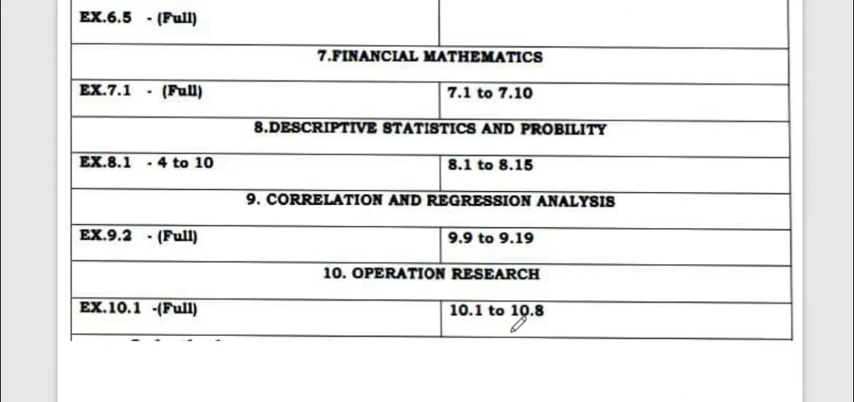 EX.6.5 - (Full)
7.FINANCIAL MATHEMATICS
EX.7.1 - (Full) 7.1 to 7.10
8.DESCRIPTIVE STATISTICS AND PROBILITY
EX.8.1 - 4 to 10 8.1 to 8.15
9. CORRELATION AND REGRESSION ANALYSIS
EX.9.2 - (Full) 9.9 to 9.19
10. OPERATION RESEARCH
EX.10.1 -(Full) 10.1 to 10.8